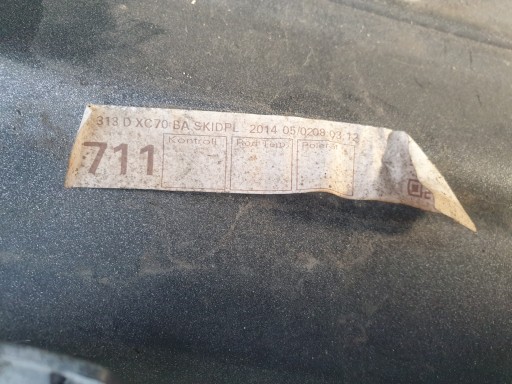 313 D XC70 BA SKIDPL 2014-05/0208 03.13
711 Kontroll